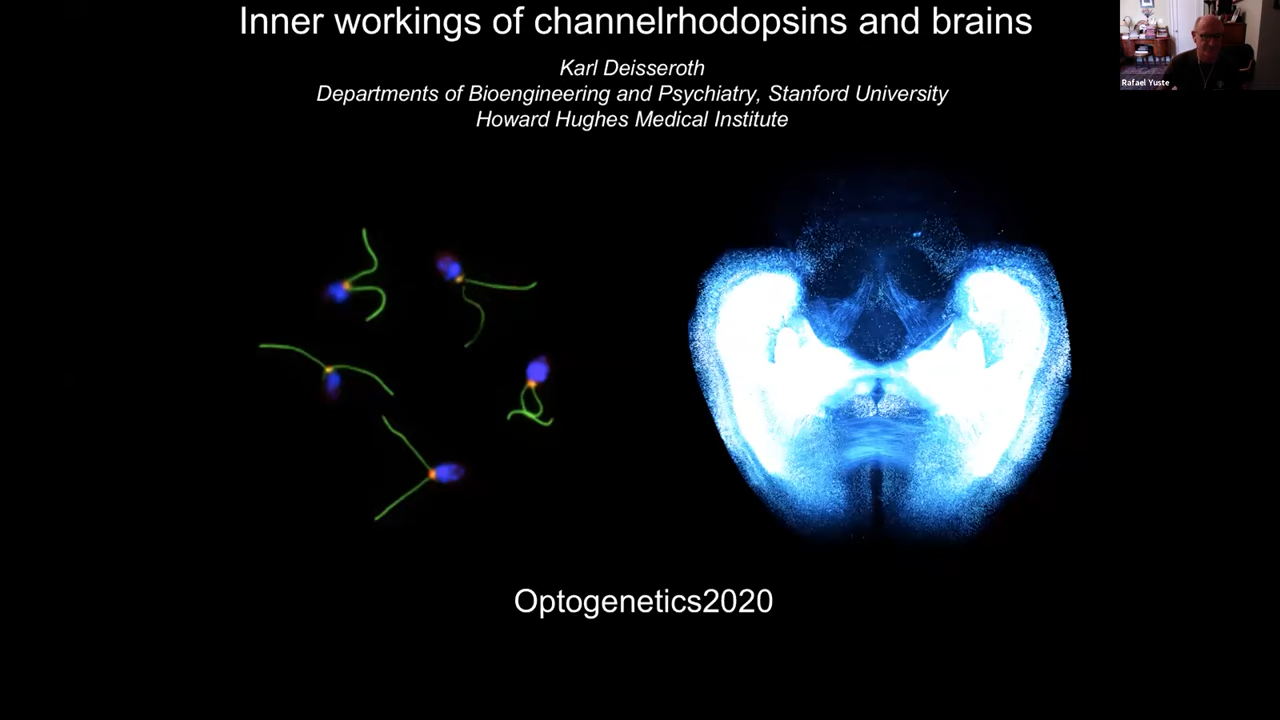 Inner workings of channelrhodopsins and brains
Karl Deisseroth
Departments of Bioengineering and Psychiatry, Stanford University
Howard Hughes Medical Institute
Rafael Yuste
Optogenetics2020